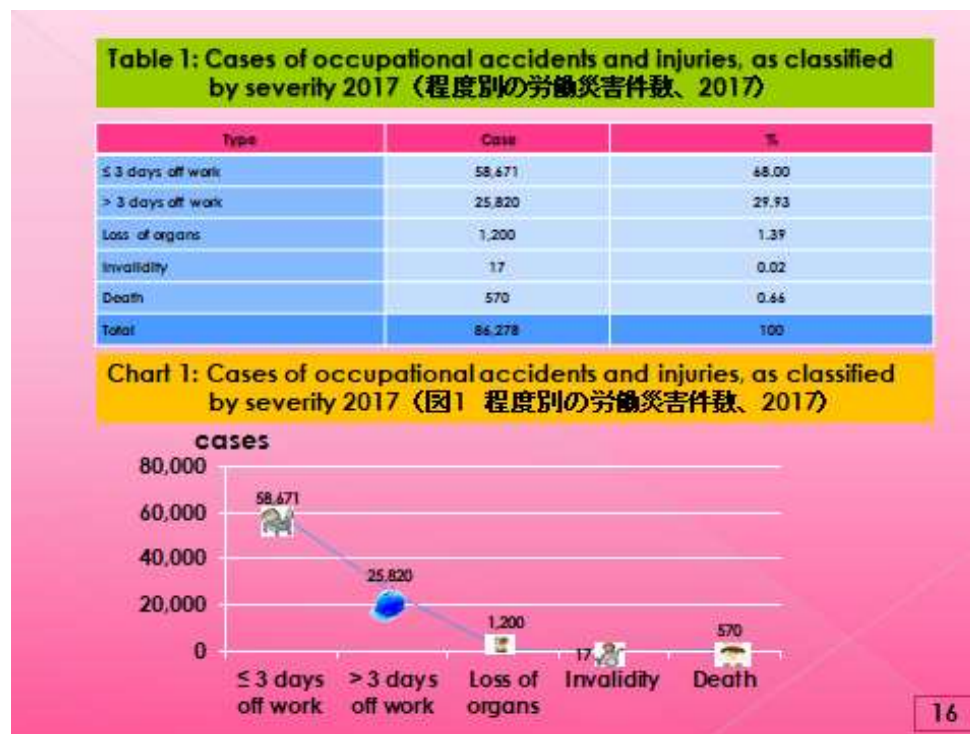 Table 1: Cases of occupational accidents and injuries, as classified
by severity 2017（程度別の労働災害件数、2017）
Type Case %
≤ 3 days off work 58,671 68.00
> 3 days off work 25,820 29.93
Loss of organs 1,200 1.39
Invalidity 17 0.02
Death 570 0.66
Total 86,278 100
Chart 1: Cases of occupational accidents and injuries, as classified
by severity 2017（図1 程度別の労働災害件数、2017）
cases
80,000
60,000
40,000
20,000
0
58,671
25,820
1,200
17
570
≤ 3 days > 3 days Loss of Invalidity Death
off work off work organs
16